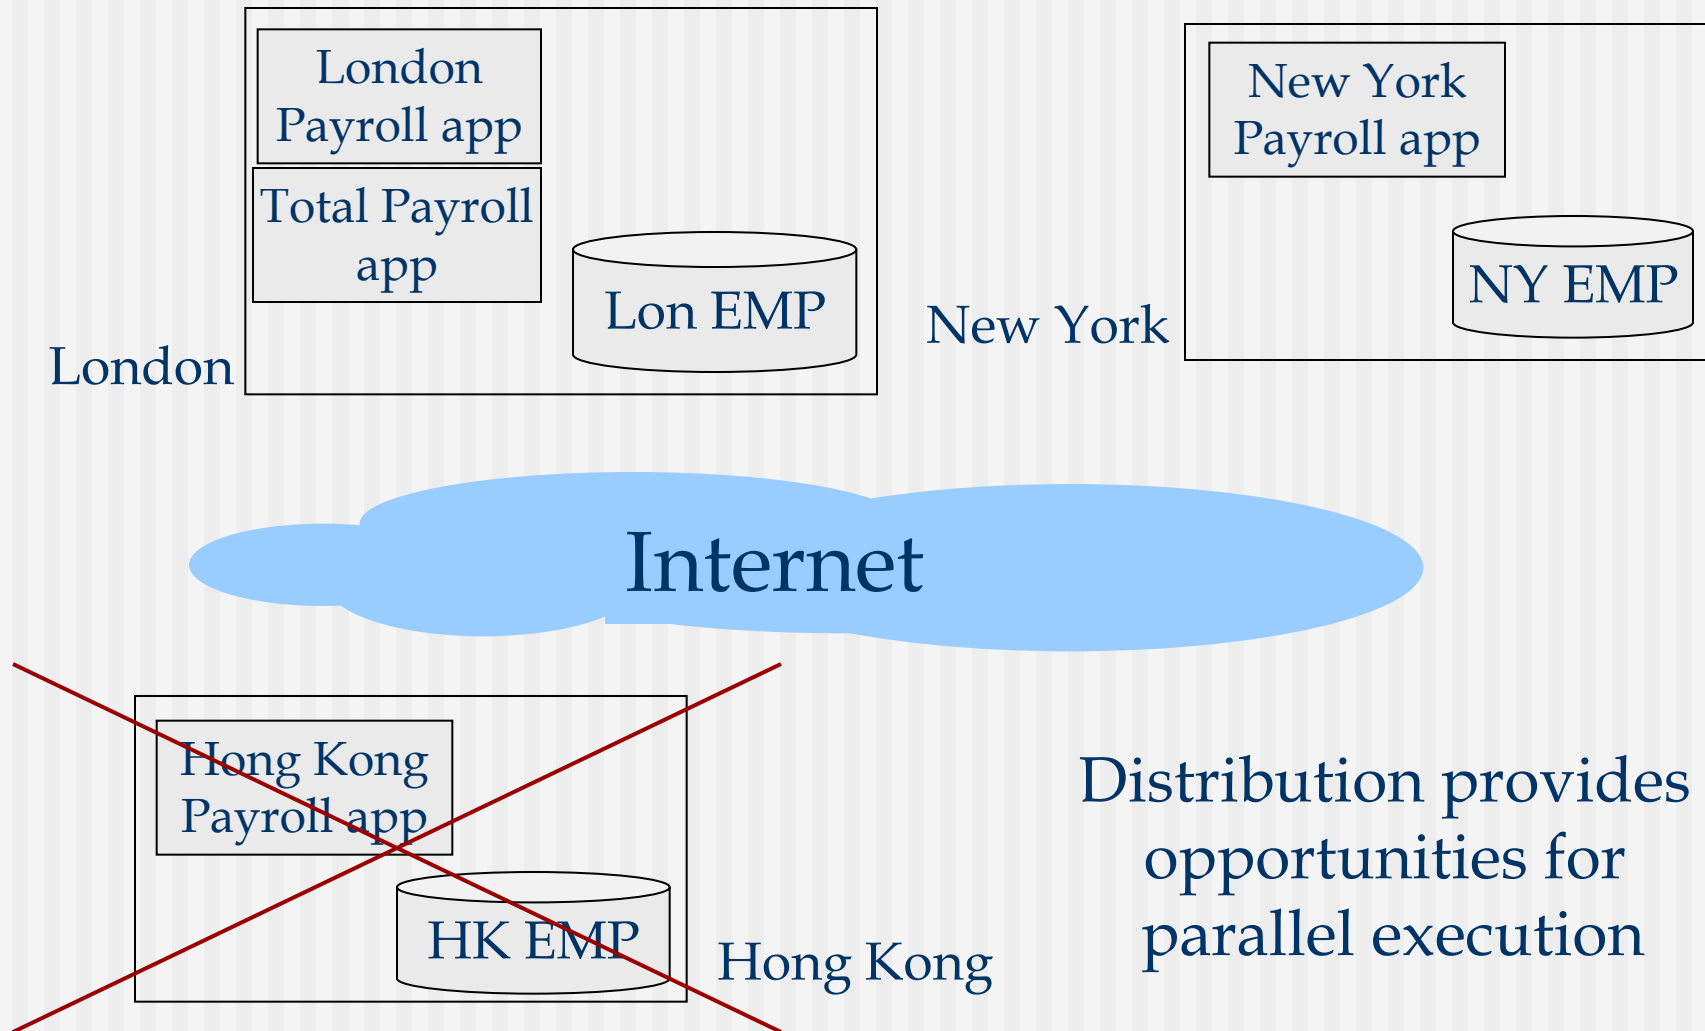 London
Payroll app
Total Payroll
app
Lon EMP
London
New York
Payroll app
NY EMP
New York
Internet
Hong Kong
Payroll app
HK EMP
Hong Kong
Distribution provides
opportunities for
parallel execution